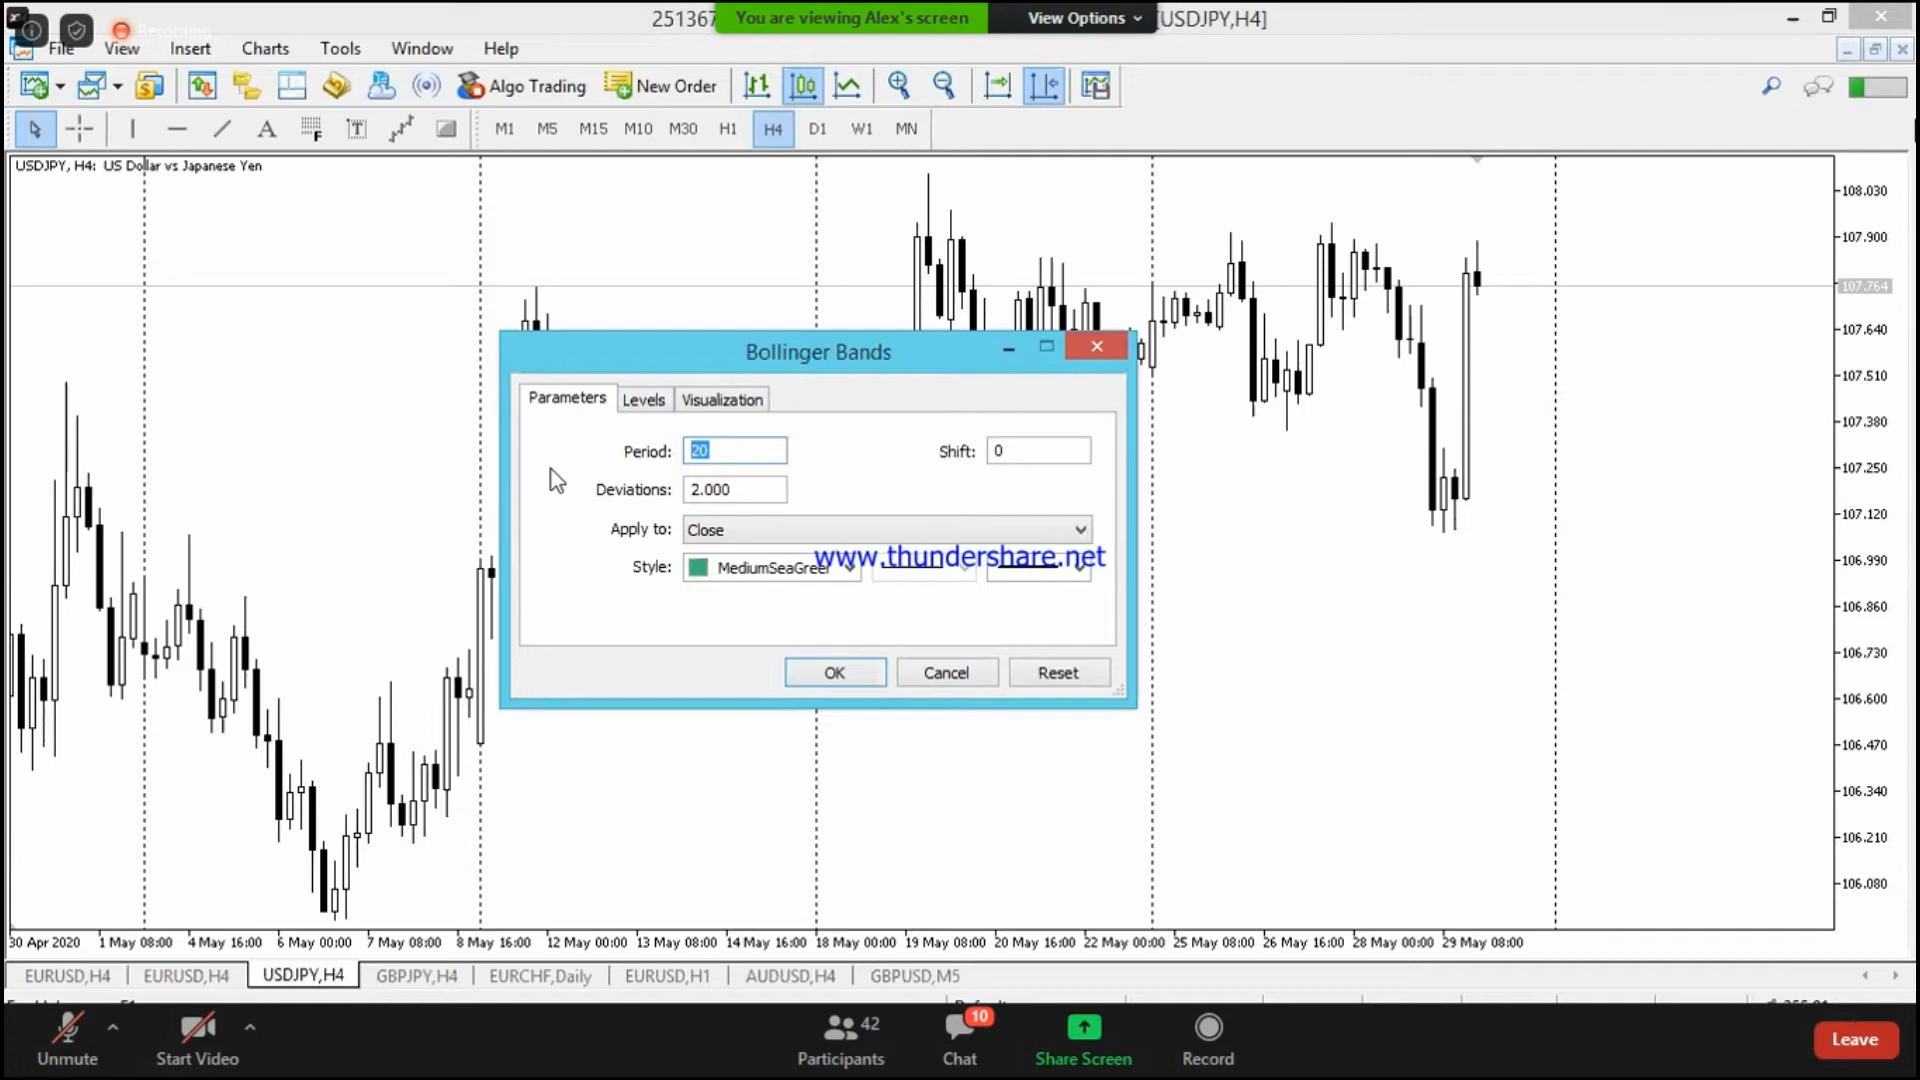 251367
You are viewing Alex's screen
View Options
[USDJPY,H4]
Recording
File View Insert Charts Tools Window Help
Algo Trading New Order
A F T M1 M5 M15 M10 M30 H1 H4 D1 W1 MN
USDJPY, H4: US Dollar vs Japanese Yen
108.030
107.900
107.764
107.640
107.510
107.380
107.250
107.120
106.990
106.860
106.730
106.600
106.470
106.340
106.210
106.080
Bollinger Bands
Parameters Levels Visualization
Period: 20 Shift: 0
Deviations: 2.000
Apply to: Close
www.thundershare.net
Style: MediumSeaGreen
OK Cancel Reset
30 Apr 2020 1 May 08:00 4 May 16:00 6 May 00:00 7 May 08:00 8 May 16:00 12 May 00:00 13 May 08:00 14 May 16:00 18 May 00:00 19 May 08:00 20 May 16:00 22 May 00:00 25 May 08:00 26 May 16:00 28 May 00:00 29 May 08:00
EURUSD,H4 EURUSD,H4 USDJPY,H4 GBPJPY,H4 EURCHF,Daily EURUSD,H1 AUDUSD,H4 GBPUSD,M5
42 10
Unmute Start Video Participants Chat Share Screen Record Leave